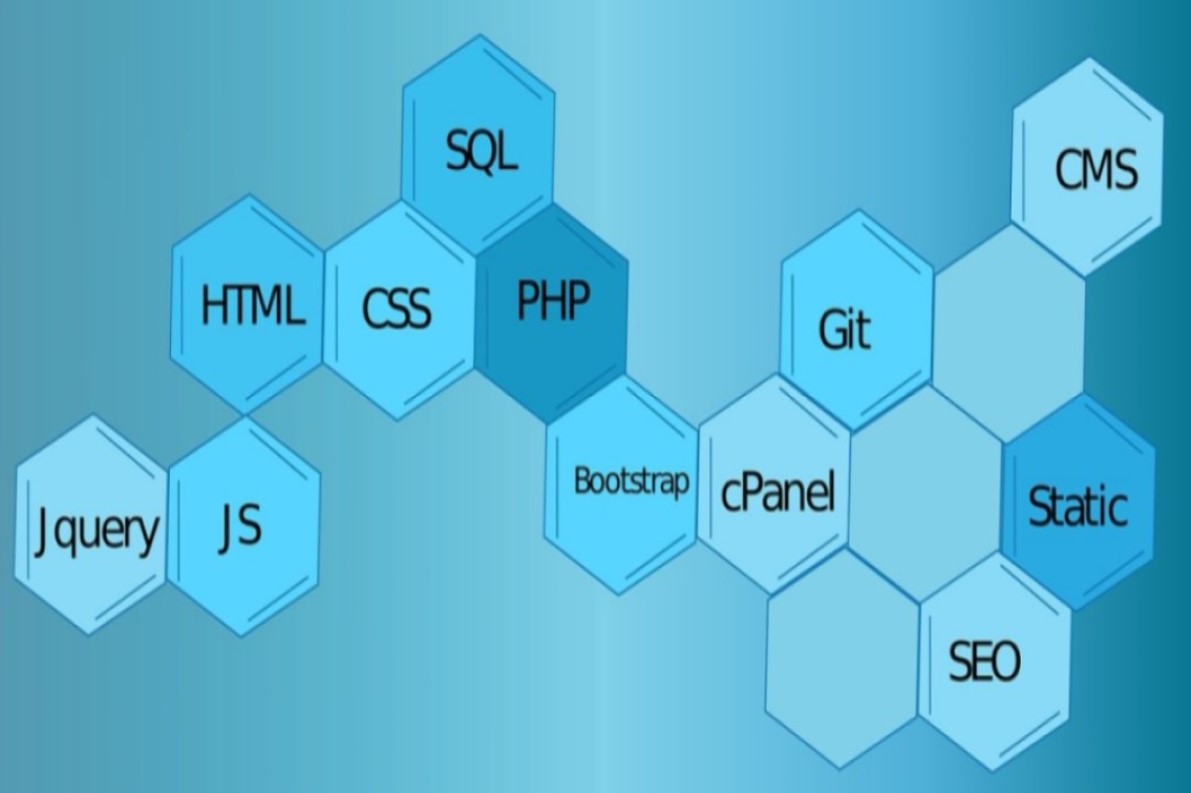 SQL
CMS
HTML
CSS
PHP
Git
Jquery
JS
Bootstrap
cPanel
Static
SEO